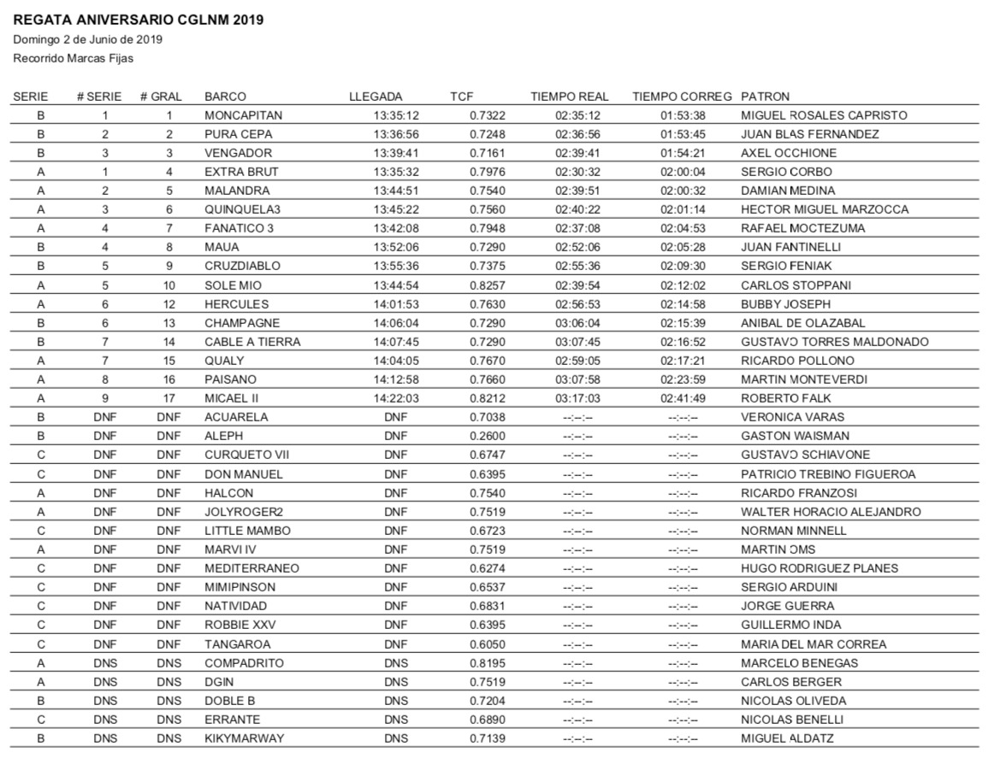 REGATA ANIVERSARIO CGLNM 2019
Domingo 2 de Junio de 2019
Recorrido Marcas Fijas
SERIE # SERIE # GRAL BARCO LLEGADA TCF TIEMPO REAL TIEMPO CORREG PATRON
B 1 1 MONCAPITAN 13:35:12 0.7322 02:35:12 01:53:38 MIGUEL ROSALES CAPRISTO
B 2 2 PURA CEPA 13:36:56 0.7248 02:36:56 01:53:45 JUAN BLAS FERNANDEZ
B 3 3 VENGADOR 13:39:41 0.7161 02:39:41 01:54:21 AXEL OCCHIONE
A 1 4 EXTRA BRUT 13:35:32 0.7976 02:30:32 02:00:04 SERGIO CORBO
A 2 5 MALANDRA 13:44:51 0.7540 02:39:51 02:00:32 DAMIAN MEDINA
A 3 6 QUINQUELA3 13:45:22 0.7560 02:40:22 02:01:14 HECTOR MIGUEL MARZOCCA
A 4 7 FANATICO 3 13:42:08 0.7948 02:37:08 02:04:53 RAFAEL MOCTEZUMA
B 4 8 MAUA 13:52:06 0.7290 02:52:06 02:05:28 JUAN FANTINELLI
B 5 9 CRUZDIABLO 13:55:36 0.7375 02:55:36 02:09:30 SERGIO FENIAK
A 5 10 SOLE MIO 13:44:54 0.8257 02:39:54 02:12:02 CARLOS STOPPANI
A 6 12 HERCULES 14:01:53 0.7630 02:56:53 02:14:58 BUBBY JOSEPH
B 6 13 CHAMPAGNE 14:06:04 0.7290 03:06:04 02:15:39 ANIBAL DE OLAZABAL
B 7 14 CABLE A TIERRA 14:07:45 0.7290 03:07:45 02:16:52 GUSTAVO TORRES MALDONADO
A 7 15 QUALY 14:04:05 0.7670 02:59:05 02:17:21 RICARDO POLLONO
A 8 16 PAISANO 14:12:58 0.7660 03:07:58 02:23:59 MARTIN MONTEVERDI
A 9 17 MICAEL II 14:22:03 0.8212 03:17:03 02:41:49 ROBERTO FALK
B DNF DNF ACUARELA DNF 0.7038 --:--:-- --:--:-- VERONICA VARAS
B DNF DNF ALEPH DNF 0.2600 --:--:-- --:--:-- GASTON WAISMAN
C DNF DNF CURQUETO VII DNF 0.6747 --:--:-- --:--:-- GUSTAVO SCHIAVONE
C DNF DNF DON MANUEL DNF 0.6395 --:--:-- --:--:-- PATRICIO TREBINO FIGUEROA
A DNF DNF HALCON DNF 0.7540 --:--:-- --:--:-- RICARDO FRANZOSI
A DNF DNF JOLYROGER2 DNF 0.7519 --:--:-- --:--:-- WALTER HORACIO ALEJANDRO
C DNF DNF LITTLE MAMBO DNF 0.6723 --:--:-- --:--:-- NORMAN MINNELL
A DNF DNF MARVI IV DNF 0.7519 --:--:-- --:--:-- MARTIN OMS
C DNF DNF MEDITERRANEO DNF 0.6274 --:--:-- --:--:-- HUGO RODRIGUEZ PLANES
C DNF DNF MIMIPINSON DNF 0.6537 --:--:-- --:--:-- SERGIO ARDUINI
C DNF DNF NATIVIDAD DNF 0.6831 --:--:-- --:--:-- JORGE GUERRA
C DNF DNF ROBBIE XXV DNF 0.6395 --:--:-- --:--:-- GUILLERMO INDA
C DNF DNF TANGAROA DNF 0.6050 --:--:-- --:--:-- MARIA DEL MAR CORREA
A DNS DNS COMPADRITO DNS 0.8195 --:--:-- --:--:-- MARCELO BENEGAS
A DNS DNS DGIN DNS 0.7519 --:--:-- --:--:-- CARLOS BERGER
B DNS DNS DOBLE B DNS 0.7204 --:--:-- --:--:-- NICOLAS OLIVEDA
C DNS DNS ERRANTE DNS 0.6890 --:--:-- --:--:-- NICOLAS BENELLI
B DNS DNS KIKYMARWAY DNS 0.7139 --:--:-- --:--:-- MIGUEL ALDATZ